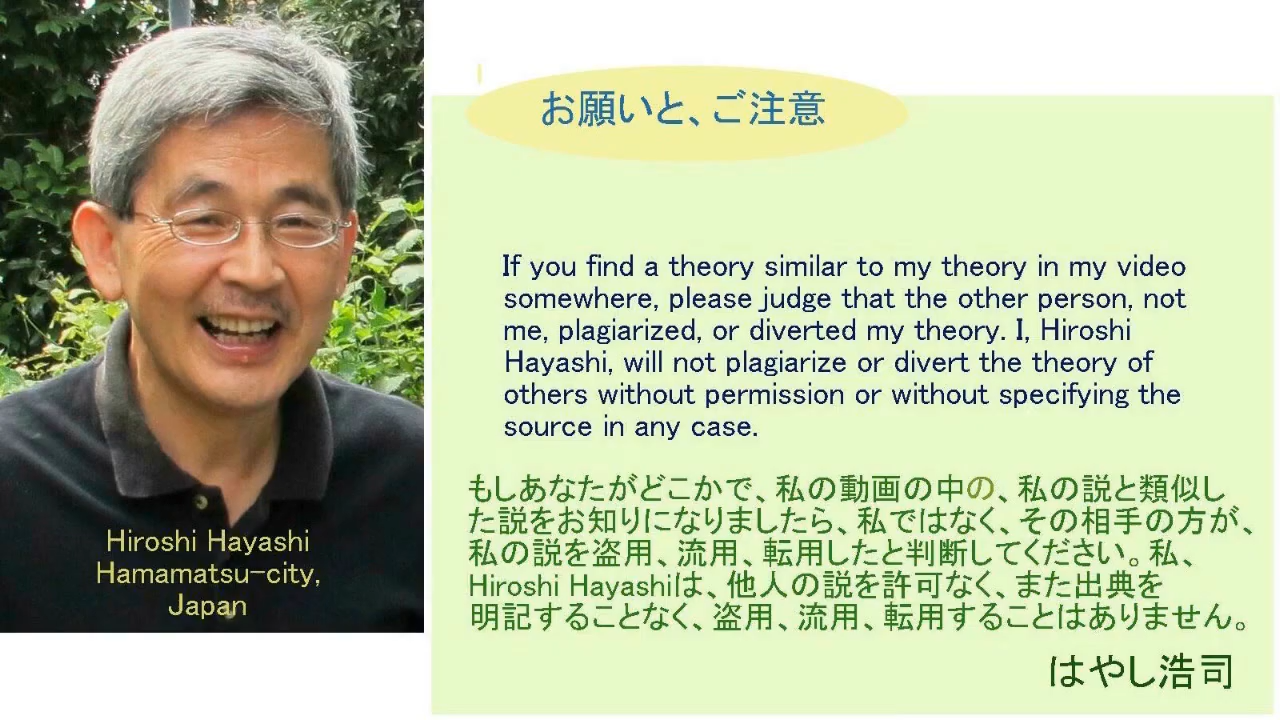 お願いと、ご注意
If you find a theory similar to my theory in my video
somewhere, please judge that the other person, not
me, plagiarized, or diverted my theory. I, Hiroshi
Hayashi, will not plagiarize or divert the theory of
others without permission or without specifying the
source in any case.
もしあなたがどこかで、私の動画の中の、私の説と類似し
た説をお知りになりましたら、私ではなく、その相手の方が、
私の説を盗用、流用、転用したと判断してください。私、
Hiroshi Hayashiは、他人の説を許可なく、また出典を
明記することなく、盗用、流用、転用することはありません。
はやし浩司
Hiroshi Hayashi
Hamamatsu-city,
Japan